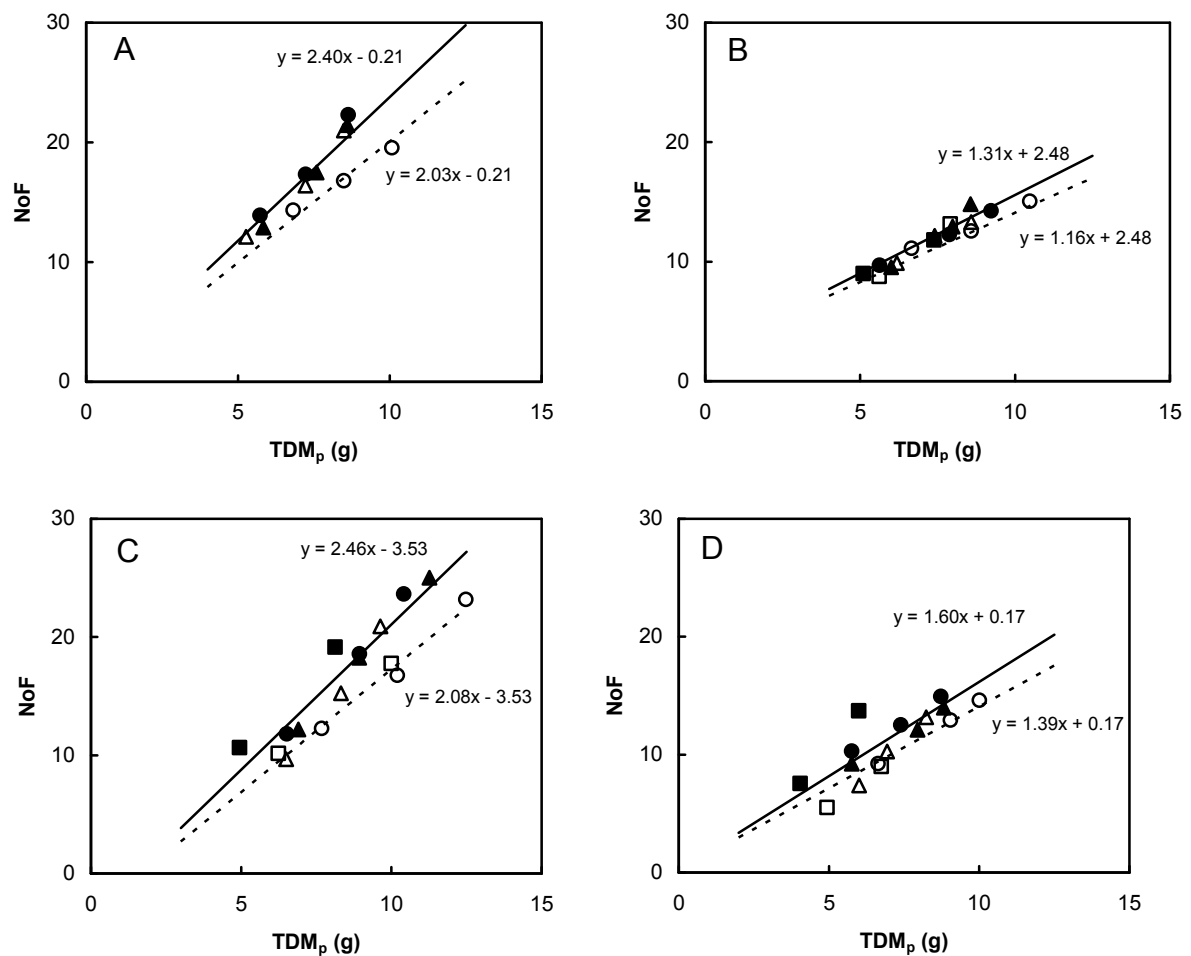 A
y = 2.40x - 0.21
y = 2.03x - 0.21
NoF
30
20
10
0
0 5 10 15
TDMp (g)
B
y = 1.31x + 2.48
y = 1.16x + 2.48
NoF
30
20
10
0
0 5 10 15
TDMp (g)
C
y = 2.46x - 3.53
y = 2.08x - 3.53
NoF
30
20
10
0
0 5 10 15
TDMp (g)
D
y = 1.60x + 0.17
y = 1.39x + 0.17
NoF
30
20
10
0
0 5 10 15
TDMp (g)